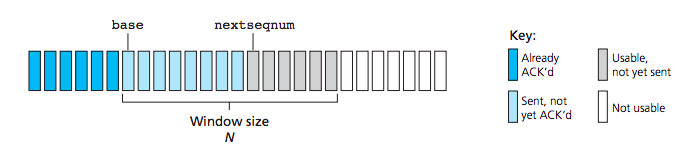 base
nextseqnum
Window size
N
Key:
Already
ACK'd
Sent, not
yet ACK'd
Usable,
not yet sent
Not usable